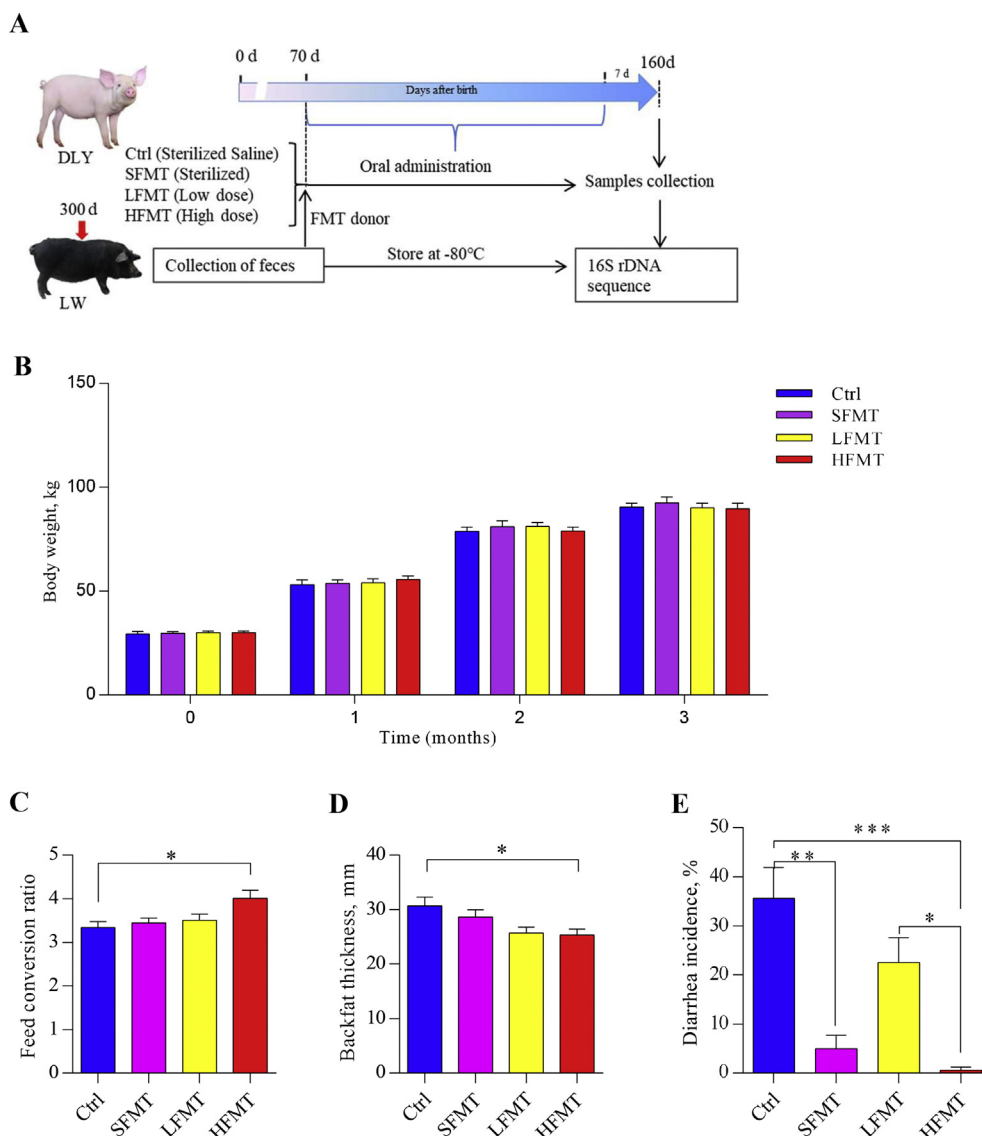 A
0 d
70 d
7 d
160d
Days after birth
DLY
Ctrl (Sterilized Saline)
SFMT (Sterilized)
LFMT (Low dose)
HFMT (High dose)
Oral administration
Samples collection
300 d
FMT donor
Collection of feces
Store at -80℃
16S rDNA
sequence
LW
B
Body weight, kg
150
100
50
0
0
1
2
3
Time (months)
Ctrl
SFMT
LFMT
HFMT
C
Feed conversion ratio
5
4
3
2
1
0
*
Ctrl
SFMT
LFMT
HFMT
D
Backfat thickness, mm
40
30
20
10
0
*
Ctrl
SFMT
LFMT
HFMT
E
Diarrhea incidence, %
50
40
30
20
10
0
***
**
*
Ctrl
SFMT
LFMT
HFMT